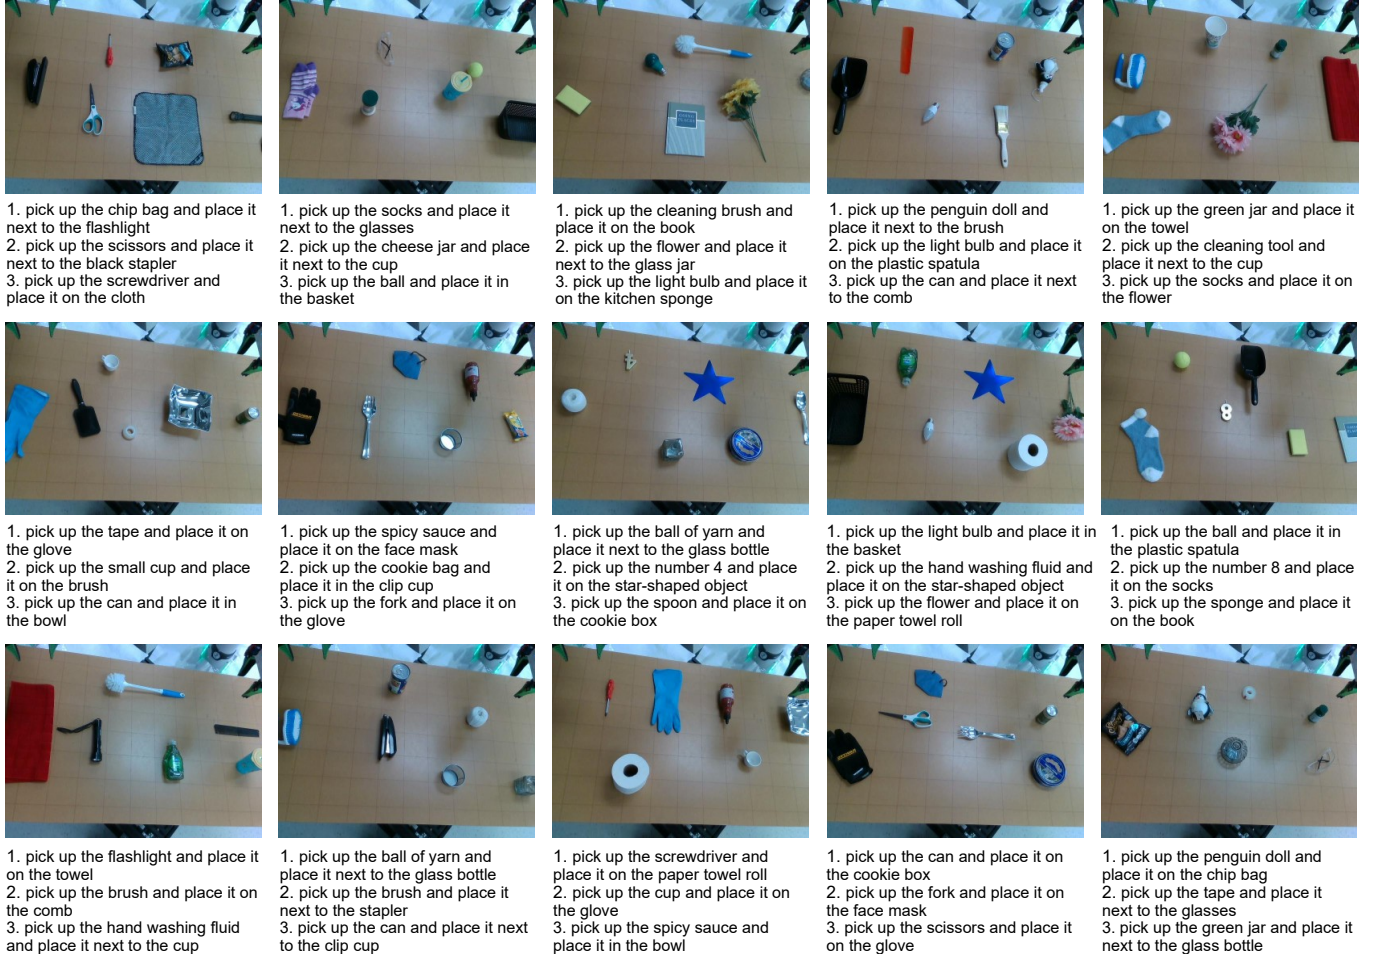 1. pick up the chip bag and place it
next to the flashlight
2. pick up the scissors and place it
next to the black stapler
3. pick up the screwdriver and
place it on the cloth
1. pick up the socks and place it
next to the glasses
2. pick up the cheese jar and place
it next to the cup
3. pick up the ball and place it in
the basket
1. pick up the cleaning brush and
place it on the book
2. pick up the flower and place it
next to the glass jar
3. pick up the light bulb and place it
on the kitchen sponge
1. pick up the penguin doll and
place it next to the brush
2. pick up the light bulb and place it
on the plastic spatula
3. pick up the can and place it next
to the comb
1. pick up the green jar and place it
on the towel
2. pick up the cleaning tool and
place it next to the cup
3. pick up the socks and place it on
the flower
1. pick up the tape and place it on
the glove
2. pick up the small cup and place
it on the brush
3. pick up the can and place it in
the bowl
1. pick up the spicy sauce and
place it on the face mask
2. pick up the cookie bag and
place it in the clip cup
3. pick up the fork and place it on
the glove
1. pick up the ball of yarn and
place it next to the glass bottle
2. pick up the number 4 and place
it on the star-shaped object
3. pick up the spoon and place it on
the cookie box
1. pick up the light bulb and place it in
the basket
2. pick up the hand washing fluid and
place it on the star-shaped object
3. pick up the flower and place it on
the paper towel roll
1. pick up the ball and place it in
the plastic spatula
2. pick up the number 8 and place
it on the socks
3. pick up the sponge and place it
on the book
1. pick up the flashlight and place it
on the towel
2. pick up the brush and place it on
the comb
3. pick up the hand washing fluid
and place it next to the cup
1. pick up the ball of yarn and
place it next to the glass bottle
2. pick up the brush and place it
next to the stapler
3. pick up the can and place it next
to the clip cup
1. pick up the screwdriver and
place it on the paper towel roll
2. pick up the cup and place it on
the glove
3. pick up the spicy sauce and
place it in the bowl
1. pick up the can and place it on
the cookie box
2. pick up the fork and place it on
the face mask
3. pick up the scissors and place it
on the glove
1. pick up the penguin doll and
place it on the chip bag
2. pick up the tape and place it
next to the glasses
3. pick up the green jar and place it
next to the glass bottle